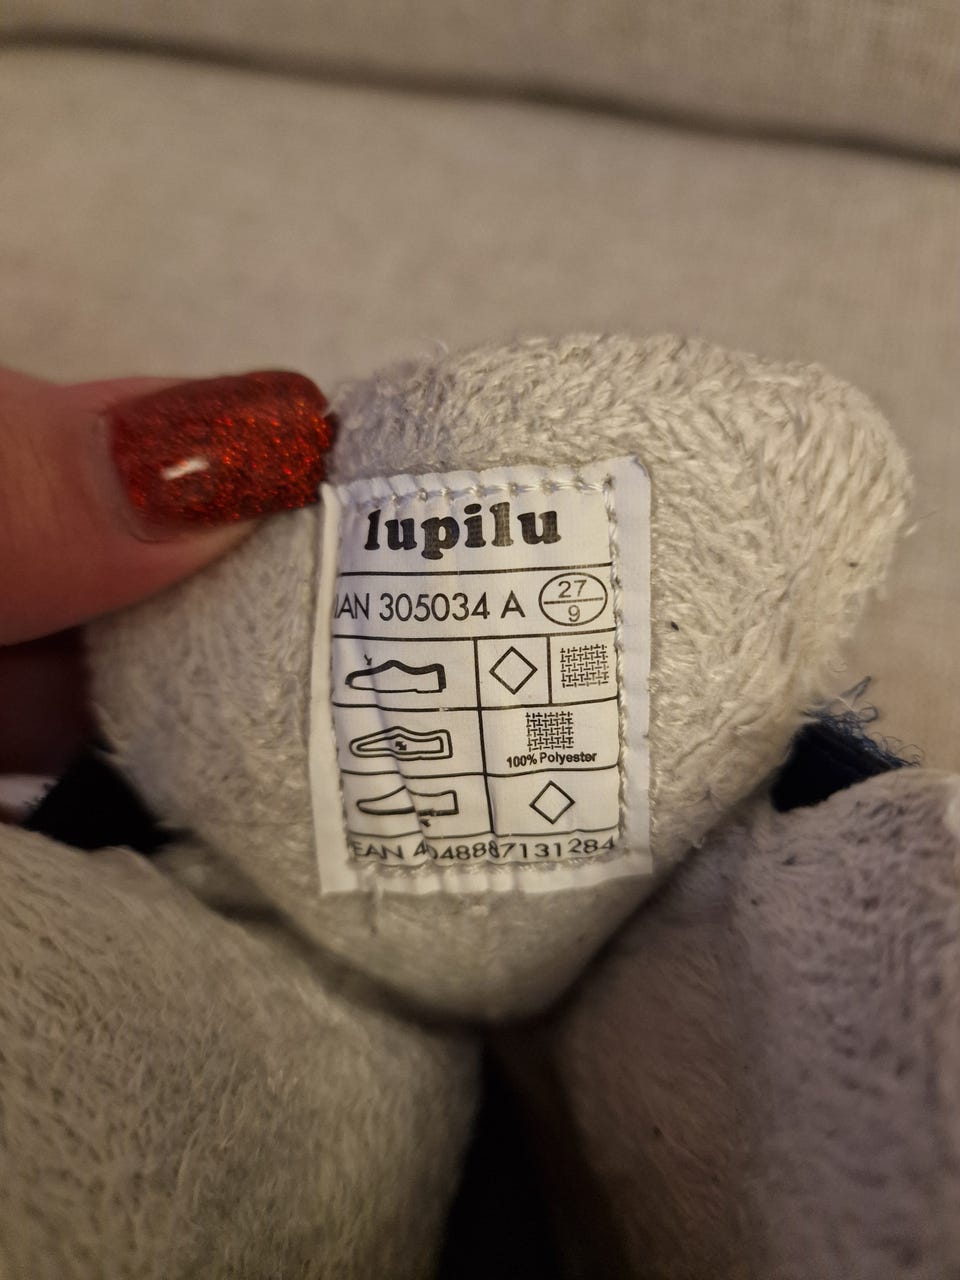 lupilu
IAN 305034 A
27
9
100% Polyester
EAN 4048887131284